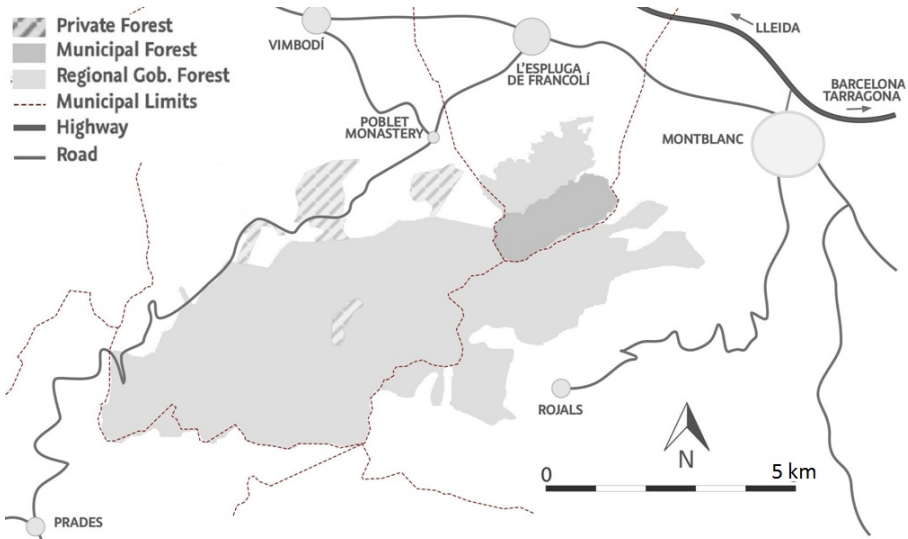 Private Forest
Municipal Forest
Regional Gob. Forest
Municipal Limits
Highway
Road
VIMBODÍ
L'ESPLUGA
DE FRANCOLÍ
LLEIDA
BARCELONA
TARRAGONA
POBLET
MONASTERY
MONTBLANC
ROJALS
N
0
5 km
PRADES